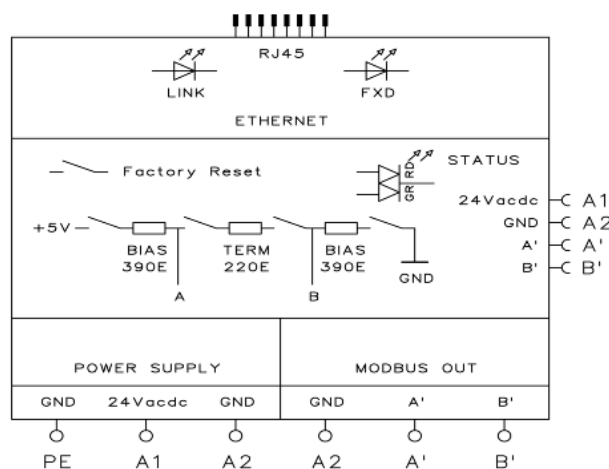 RJ45
LINK FXD
ETHERNET
Factory Reset
RD
GR
STATUS
24Vacdc A1
GND A2
A' A'
B' B'
+5V
BIAS TERM BIAS
390E 220E 390E
GND
A B
POWER SUPPLY MODBUS OUT
GND 24Vacdc GND GND A' B'
PE A1 A2 A2 A' B'